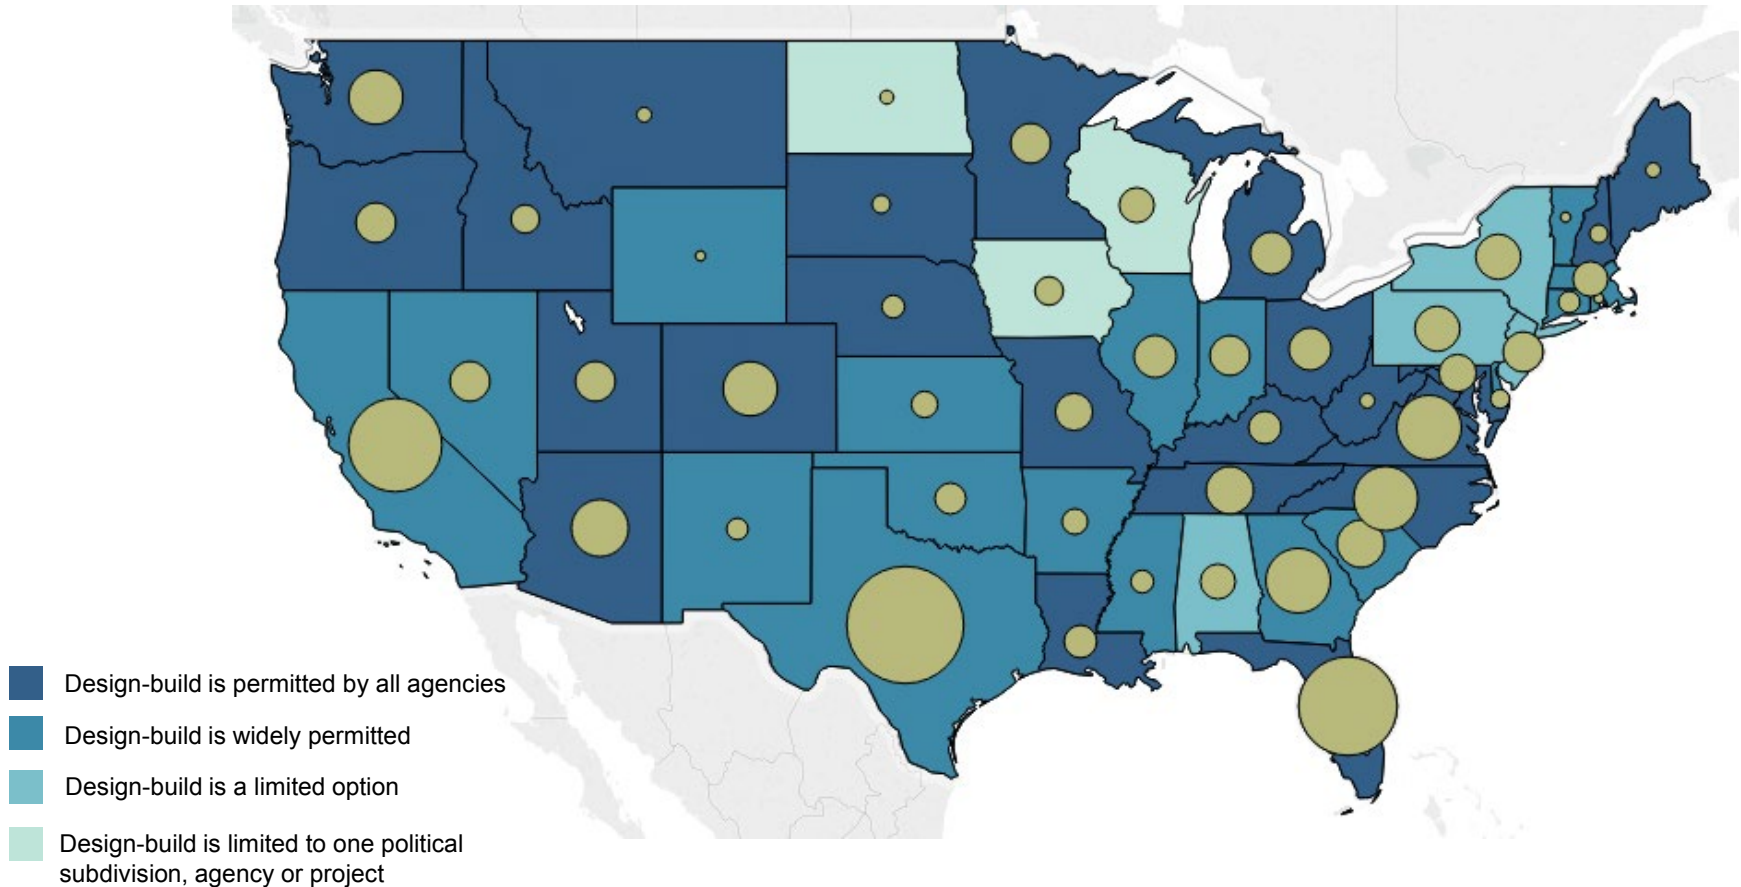 Design-build is permitted by all agencies
Design-build is widely permitted
Design-build is a limited option
Design-build is limited to one political
subdivision, agency or project